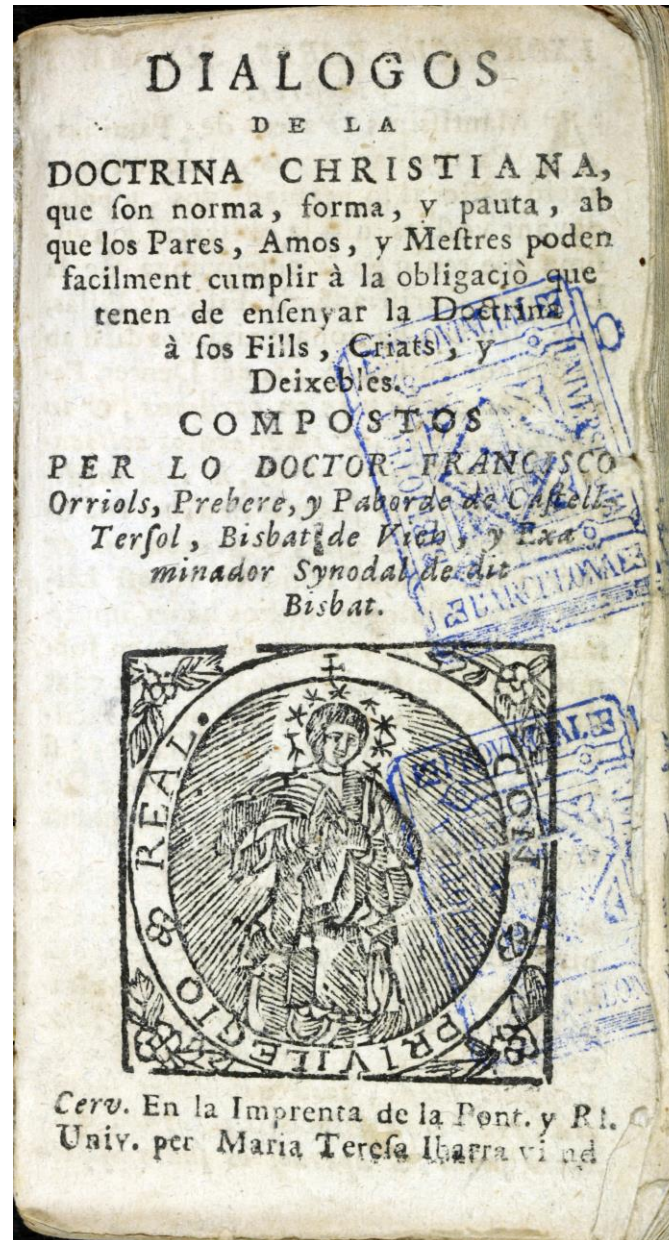 DIALOGOS
DE LA
DOCTRINA CHRISTIANA,
que ſon norma, forma, y pauta, ab
que los Pares, Amos, y Meſtres poden
facilment cumplir à la obligaciò que
tenen de enſenyar la Doctrina
à ſos Fills, Criats, y
Deixebles.
COMPOSTOS
PER LO DOCTOR FRANCISCO
Orriols, Prebere, y Paborde de Caſtell-
Terſol, Bisbat de Vich, y Exa
minador Synodal de dit
Bisbat.
CON PRIVILEGIO REAL.
Cerv. En la Imprenta de la Pont. y Rl.
Univ. per Maria Tereſa Ibarra viud